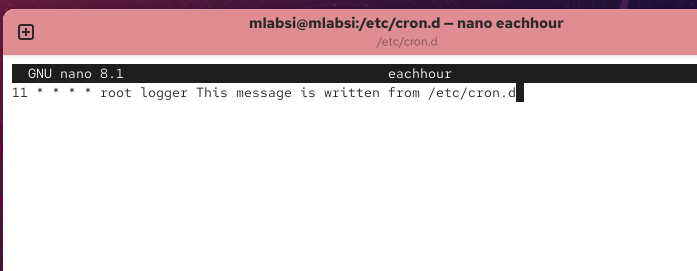 mlabsi@mlabsi:/etc/cron.d — nano eachhour
/etc/cron.d
GNU nano 8.1 eachhour
11 * * * * root logger This message is written from /etc/cron.d